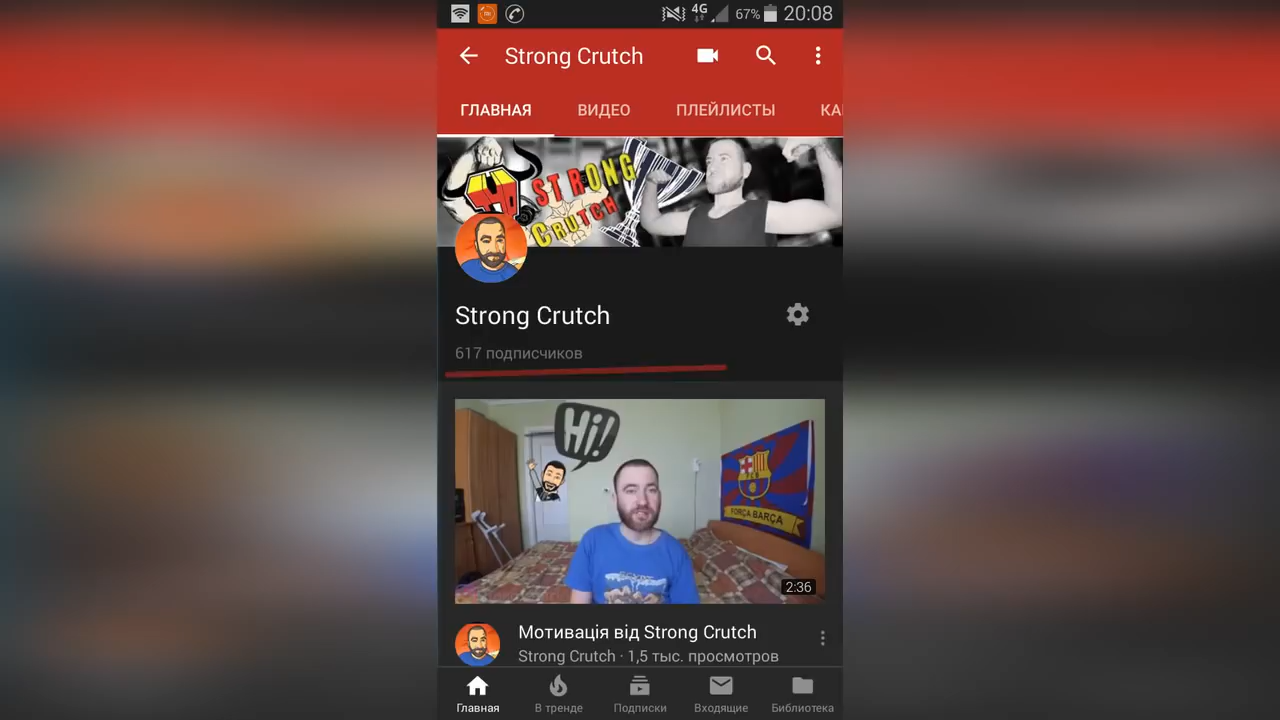 4G 67% 20:08
Strong Crutch
ГЛАВНАЯ ВИДЕО ПЛЕЙЛИСТЫ
STRONG
CRUTCH
Strong Crutch
617 подписчиков
Hi!
FCB
FORÇA BARÇA
2:36
Мотивація від Strong Crutch
Strong Crutch · 1,5 тыс. просмотров
Главная В тренде Подписки Входящие Библиотека